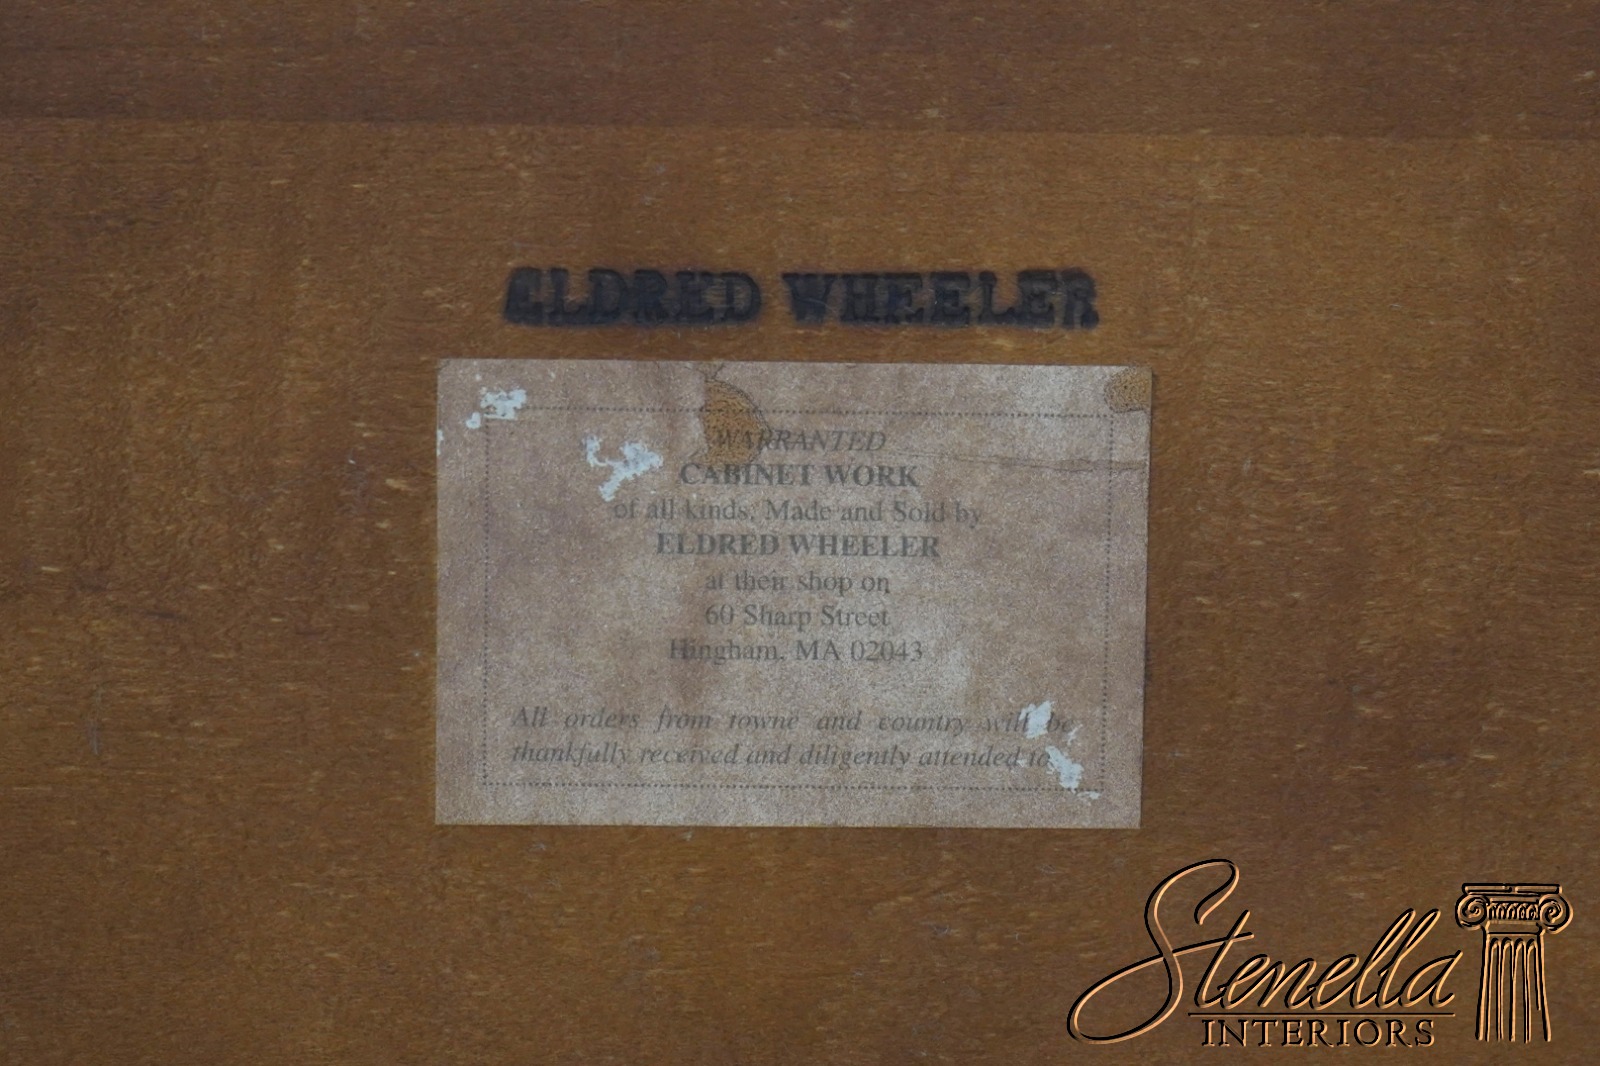 ELDRED WHEELER
WARRANTED
CABINET WORK
of all kinds, Made and Sold by
ELDRED WHEELER
at their shop on
60 Sharp Street
Hingham, MA 02043
All orders from towne and country will be
thankfully received and diligently attended to
Stenella
INTERIORS